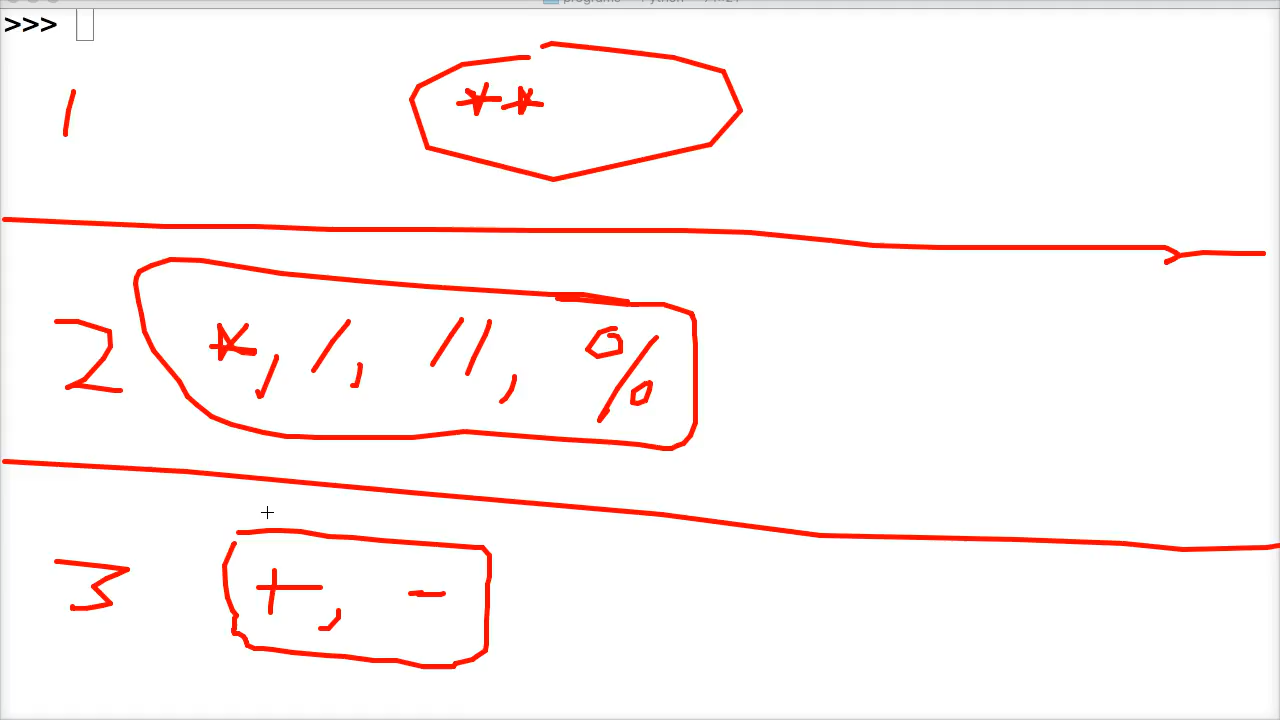 >>>
1 **
2 *, /, //, %
3 +, -